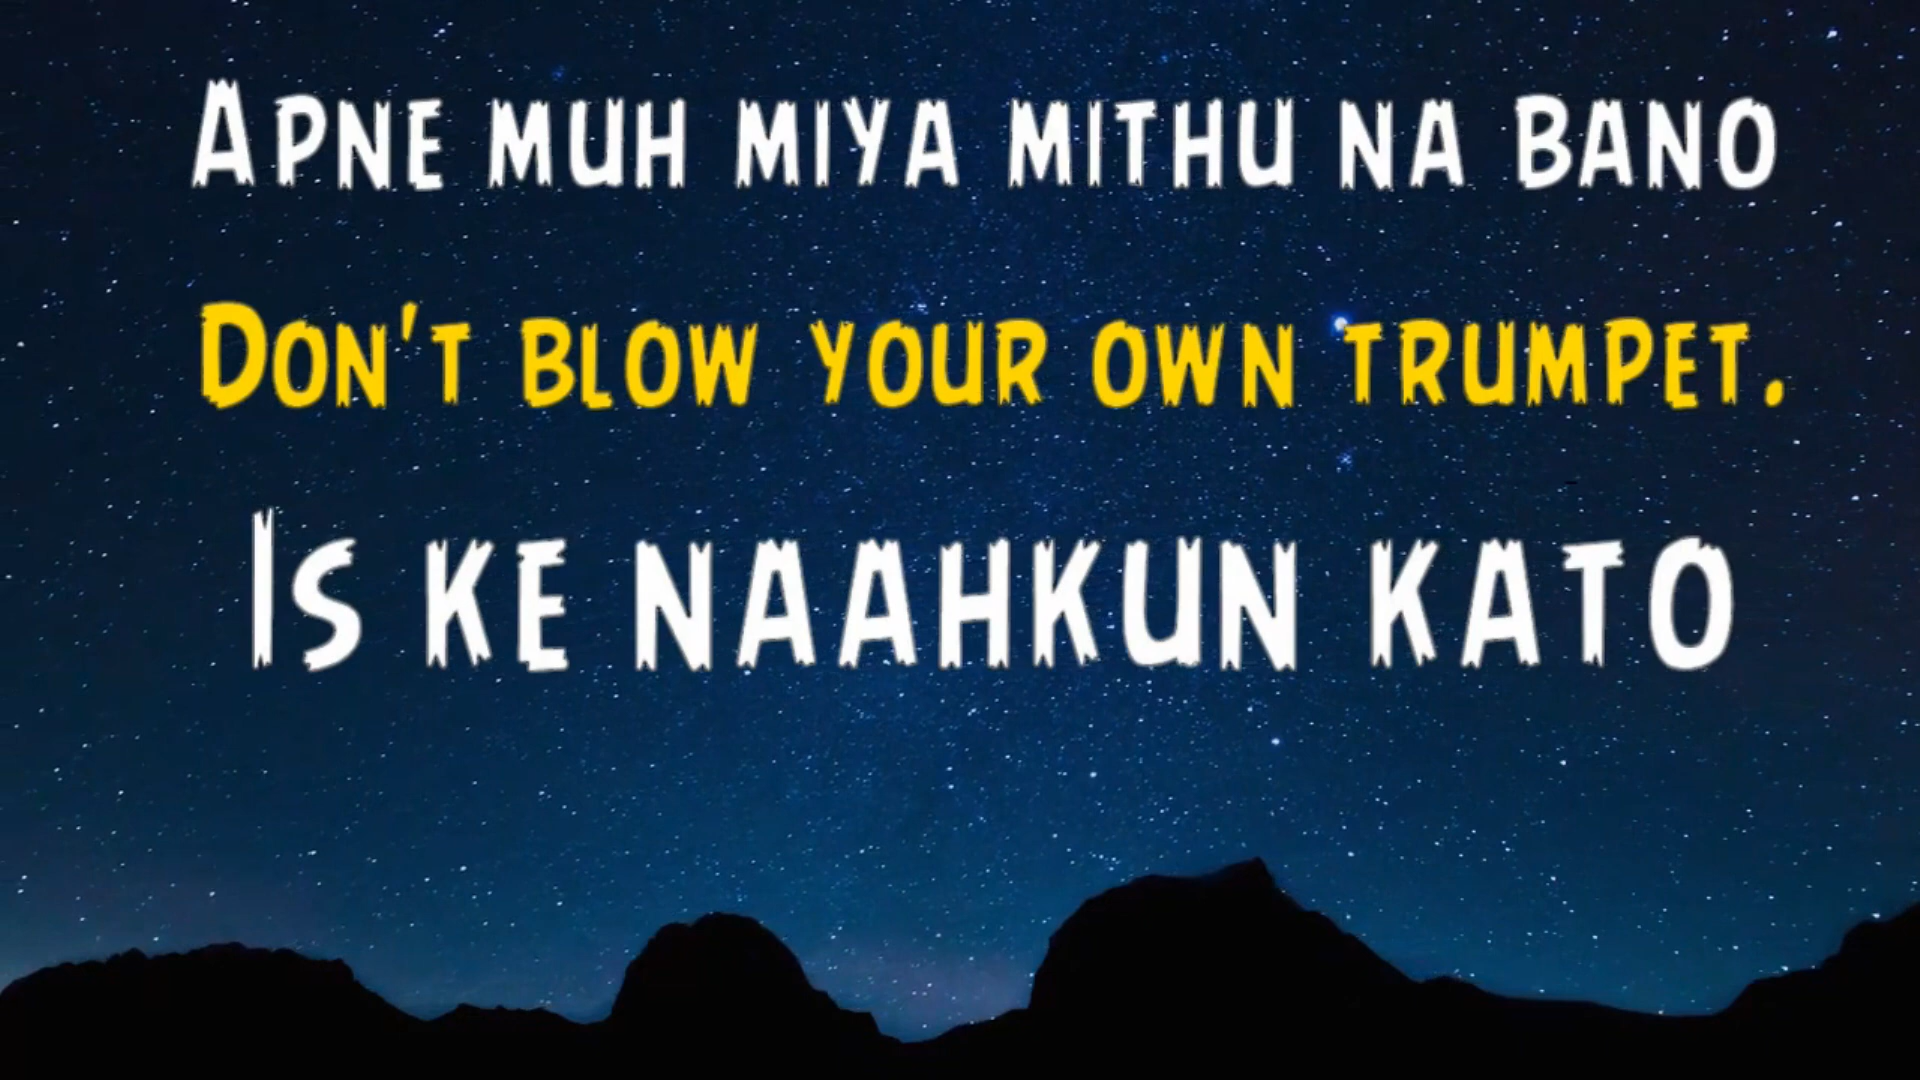 Apne muh miya mithu na bano
Don't blow your own trumpet.
Is ke naahkun kato